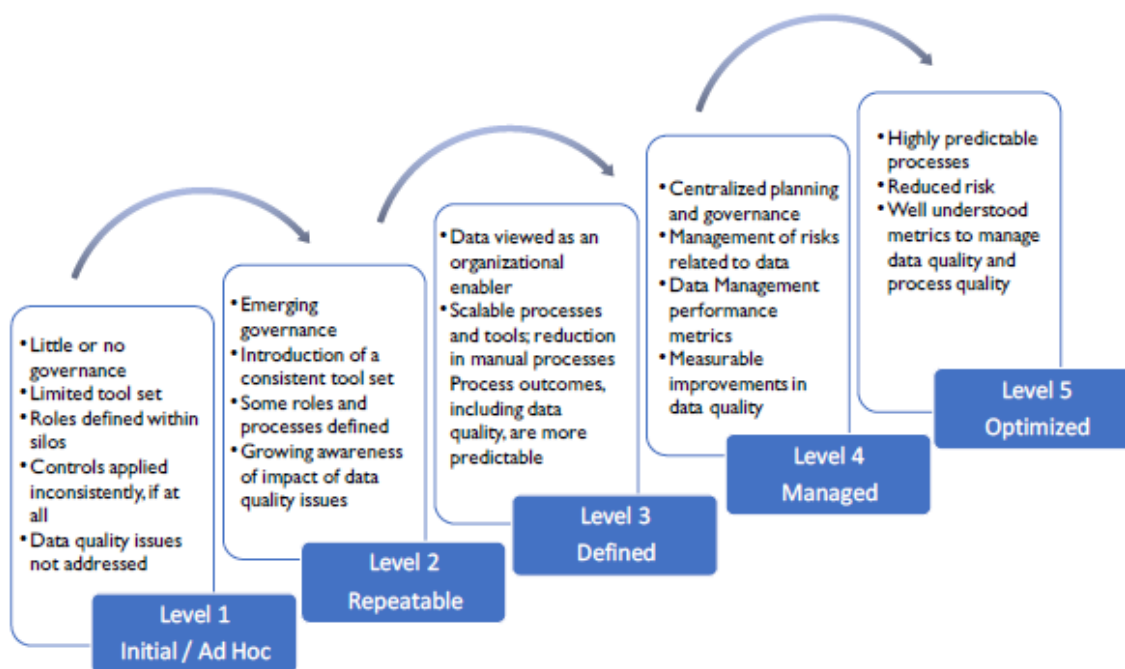 • Little or no
governance
• Limited tool set
• Roles defined within
silos
• Controls applied
inconsistently, if at
all
• Data quality issues
not addressed
Level 1
Initial / Ad Hoc
• Emerging
governance
• Introduction of a
consistent tool set
• Some roles and
processes defined
• Growing awareness
of impact of data
quality issues
Level 2
Repeatable
• Data viewed as an
organizational
enabler
• Scalable processes
and tools; reduction
in manual processes
Process outcomes,
including data
quality, are more
predictable
Level 3
Defined
• Centralized planning
and governance
• Management of risks
related to data
• Data Management
performance
metrics
• Measurable
improvements in
data quality
Level 4
Managed
• Highly predictable
processes
• Reduced risk
• Well understood
metrics to manage
data quality and
process quality
Level 5
Optimized